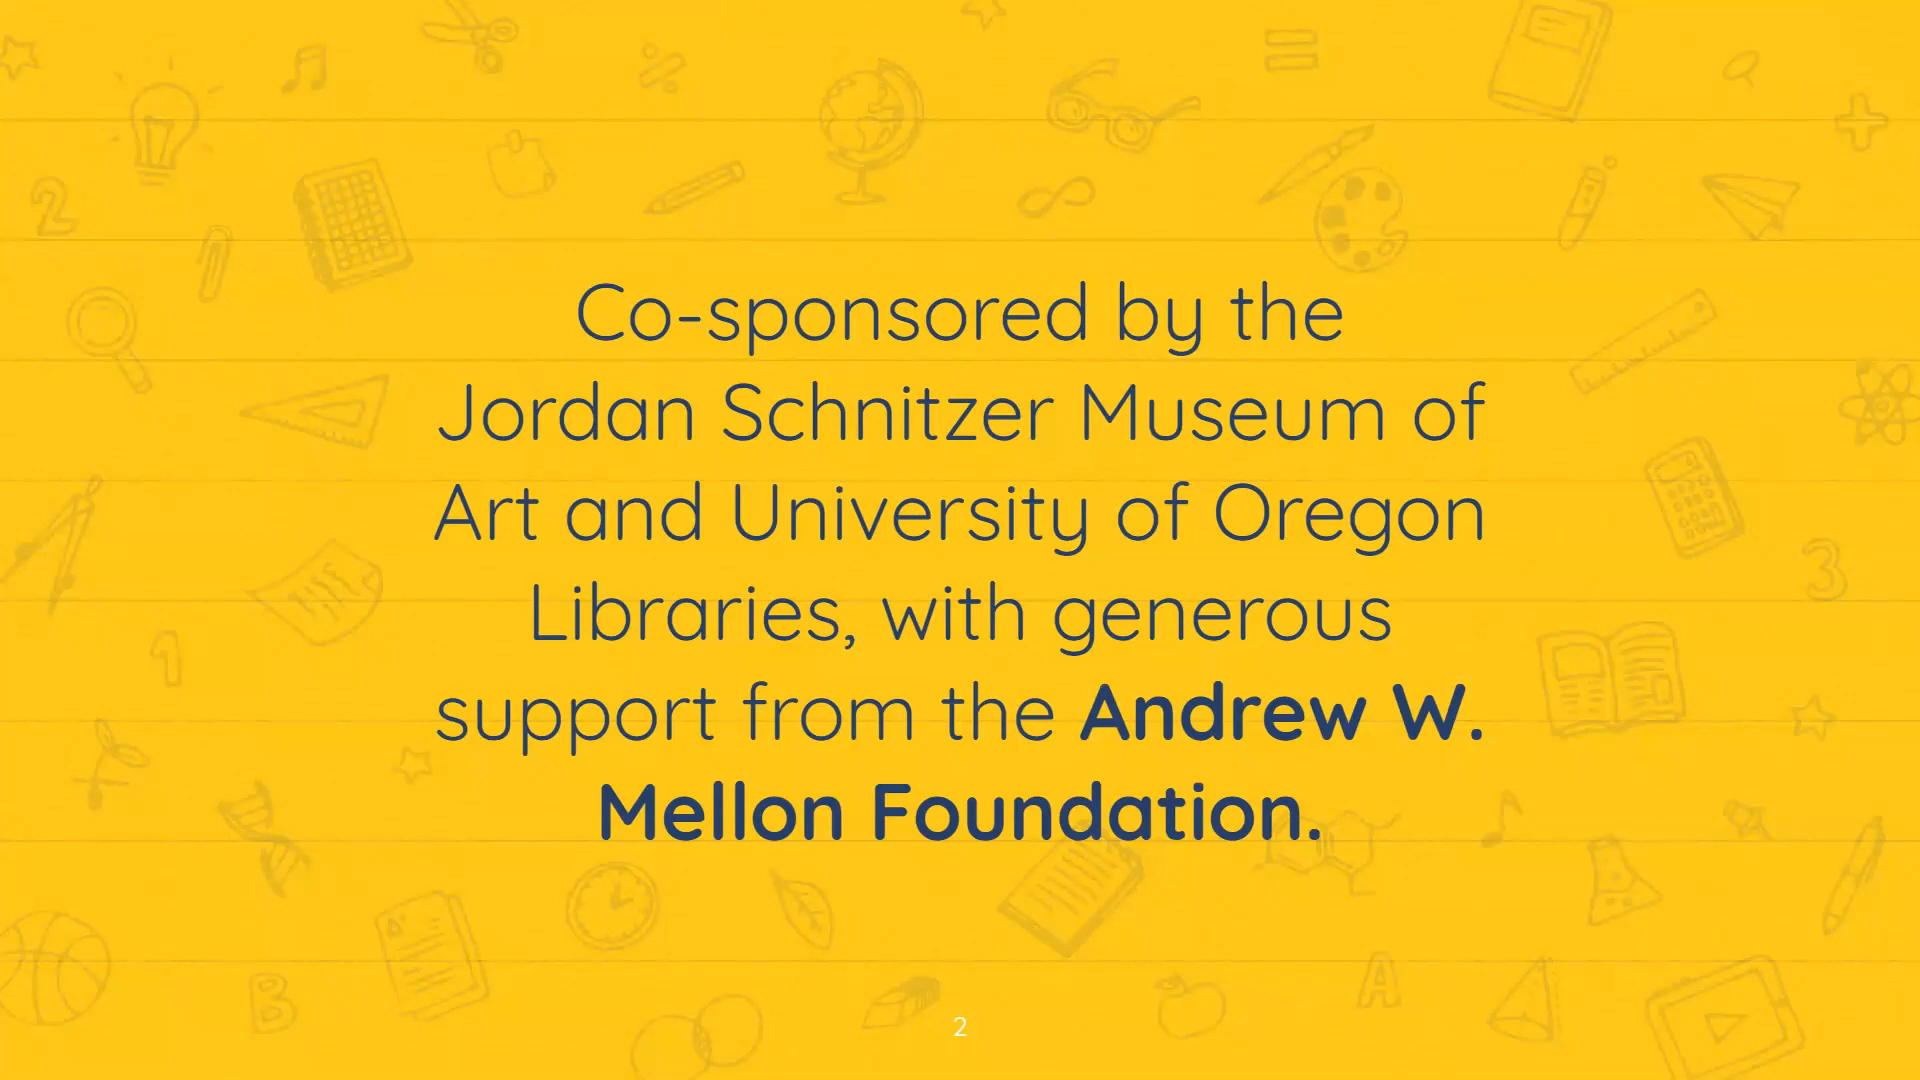 Co-sponsored by the
Jordan Schnitzer Museum of
Art and University of Oregon
Libraries, with generous
support from the Andrew W.
Mellon Foundation.
2